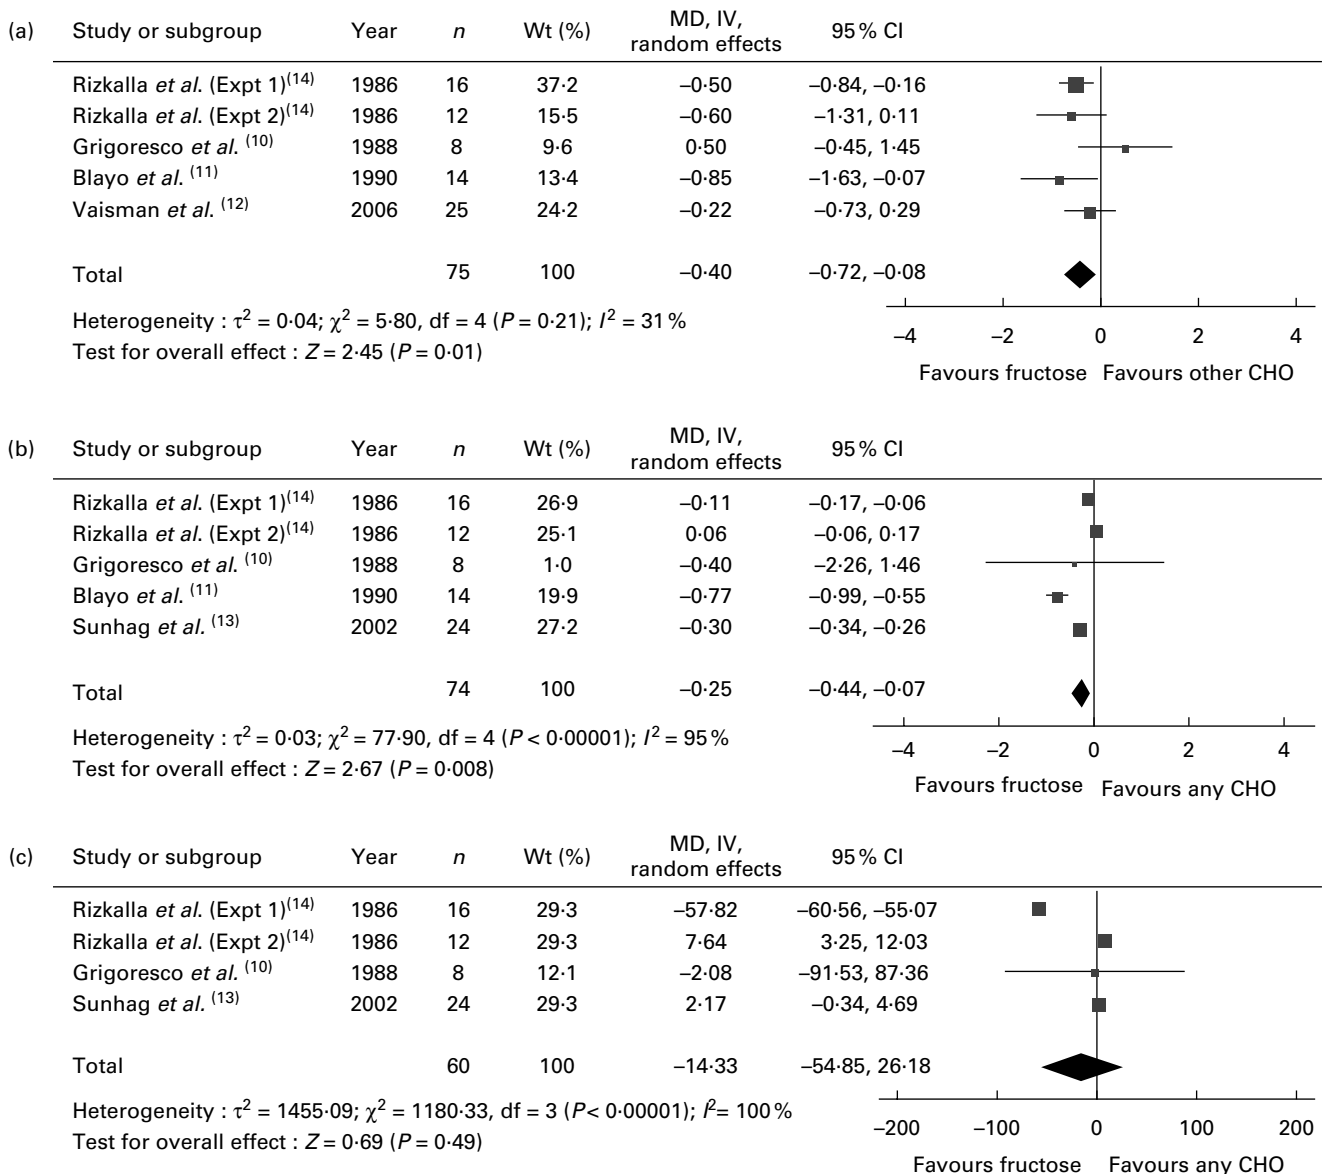 (a) Study or subgroup Year n Wt (%) MD, IV, random effects 95 % CI
Rizkalla et al. (Expt 1)(14) 1986 16 37·2 −0·50 −0·84, −0·16
Rizkalla et al. (Expt 2)(14) 1986 12 15·5 −0·60 −1·31, 0·11
Grigoresco et al. (10) 1988 8 9·6 0·50 −0·45, 1·45
Blayo et al. (11) 1990 14 13·4 −0·85 −1·63, −0·07
Vaisman et al. (12) 2006 25 24·2 −0·22 −0·73, 0·29
Total 75 100 −0·40 −0·72, −0·08
Heterogeneity : τ2 = 0·04; χ2 = 5·80, df = 4 (P = 0·21); I2 = 31 %
Test for overall effect : Z = 2·45 (P = 0·01)
−4 −2 0 2 4
Favours fructose Favours other CHO
(b) Study or subgroup Year n Wt (%) MD, IV, random effects 95 % CI
Rizkalla et al. (Expt 1)(14) 1986 16 26·9 −0·11 −0·17, −0·06
Rizkalla et al. (Expt 2)(14) 1986 12 25·1 0·06 −0·06, 0·17
Grigoresco et al. (10) 1988 8 1·0 −0·40 −2·26, 1·46
Blayo et al. (11) 1990 14 19·9 −0·77 −0·99, −0·55
Sunhag et al. (13) 2002 24 27·2 −0·30 −0·34, −0·26
Total 74 100 −0·25 −0·44, −0·07
Heterogeneity : τ2 = 0·03; χ2 = 77·90, df = 4 (P < 0·00001); I2 = 95 %
Test for overall effect : Z = 2·67 (P = 0·008)
−4 −2 0 2 4
Favours fructose Favours any CHO
(c) Study or subgroup Year n Wt (%) MD, IV, random effects 95 % CI
Rizkalla et al. (Expt 1)(14) 1986 16 29·3 −57·82 −60·56, −55·07
Rizkalla et al. (Expt 2)(14) 1986 12 29·3 7·64 3·25, 12·03
Grigoresco et al. (10) 1988 8 12·1 −2·08 −91·53, 87·36
Sunhag et al. (13) 2002 24 29·3 2·17 −0·34, 4·69
Total 60 100 −14·33 −54·85, 26·18
Heterogeneity : τ2 = 1455·09; χ2 = 1180·33, df = 3 (P< 0·00001); I2= 100 %
Test for overall effect : Z = 0·69 (P = 0·49)
−200 −100 0 100 200
Favours fructose Favours any CHO